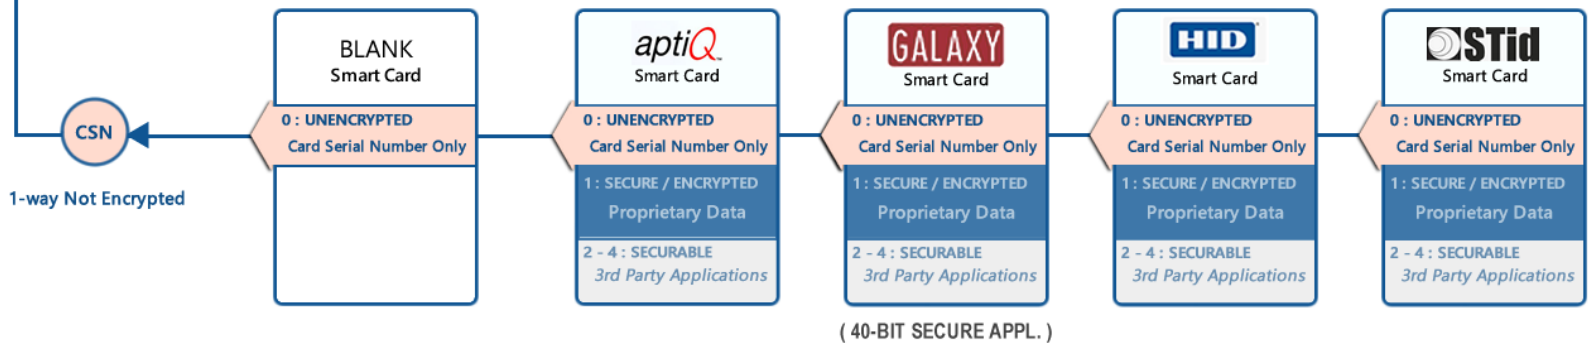 CSN
1-way Not Encrypted
BLANK
Smart Card
0 : UNENCRYPTED
Card Serial Number Only
aptiQ
Smart Card
0 : UNENCRYPTED
Card Serial Number Only
1 : SECURE / ENCRYPTED
Proprietary Data
2 - 4 : SECURABLE
3rd Party Applications
GALAXY
Smart Card
0 : UNENCRYPTED
Card Serial Number Only
1 : SECURE / ENCRYPTED
Proprietary Data
2 - 4 : SECURABLE
3rd Party Applications
( 40-BIT SECURE APPL. )
HID
Smart Card
0 : UNENCRYPTED
Card Serial Number Only
1 : SECURE / ENCRYPTED
Proprietary Data
2 - 4 : SECURABLE
3rd Party Applications
STid
Smart Card
0 : UNENCRYPTED
Card Serial Number Only
1 : SECURE / ENCRYPTED
Proprietary Data
2 - 4 : SECURABLE
3rd Party Applications